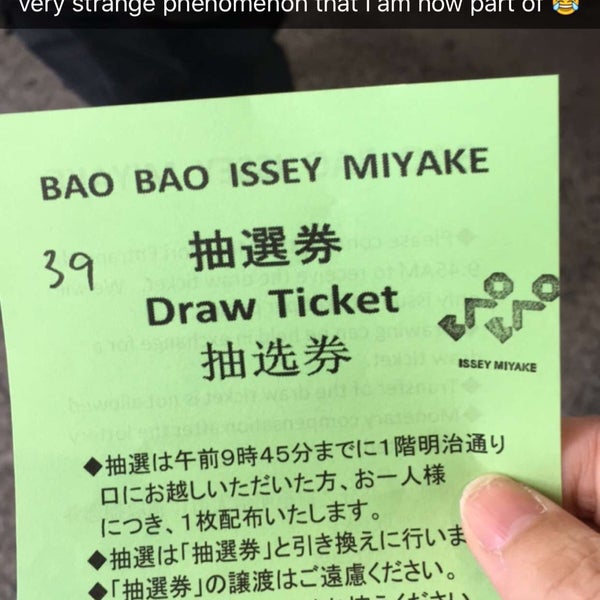 very strange phenomenon that I am now part of 😂
BAO BAO ISSEY MIYAKE
39
抽選券
Draw Ticket
抽选券
ISSEY MIYAKE
◆抽選は午前9時45分までに1階明治通り
口にお越しいただいた方、お一人様
につき、1枚配布いたします。
◆抽選は「抽選券」と引き換えに行いま
◆「抽選券」の譲渡はご遠慮ください。